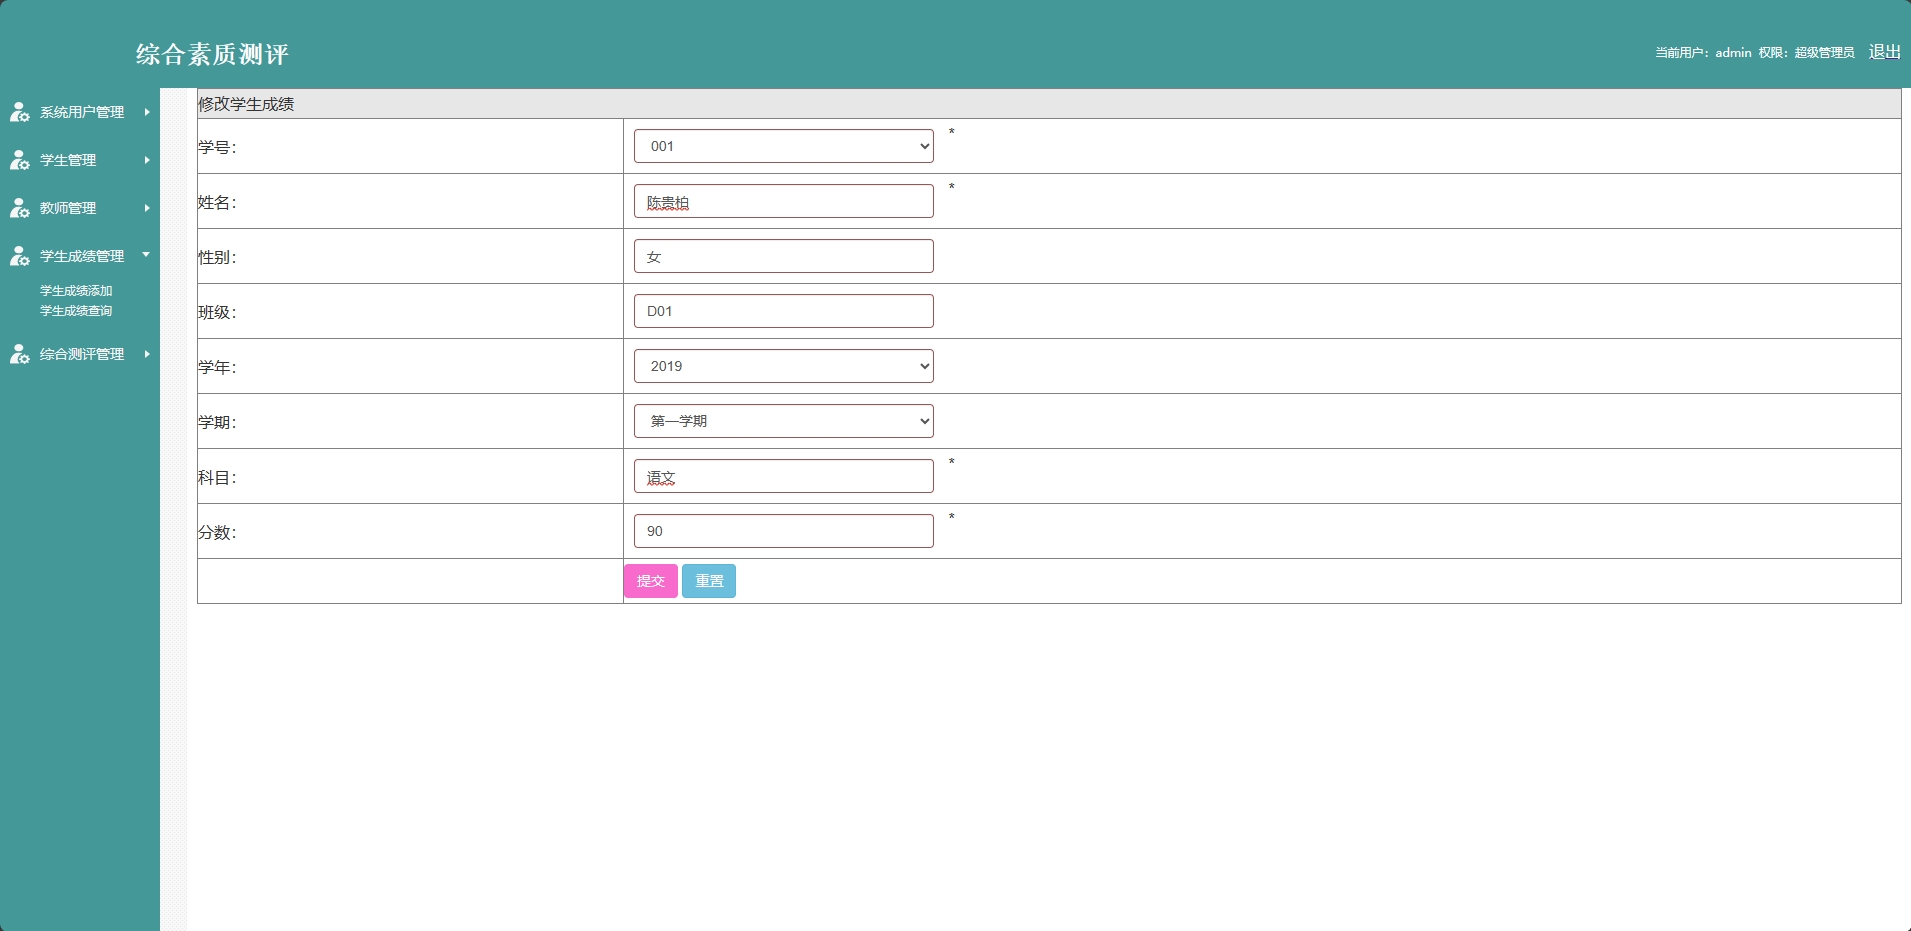 综合素质测评
当前用户：admin 权限：超级管理员 退出
系统用户管理
学生管理
教师管理
学生成绩管理
学生成绩添加
学生成绩查询
综合测评管理
修改学生成绩
学号： 001 *
姓名： 陈贵柏 *
性别： 女
班级： D01
学年： 2019
学期： 第一学期
科目： 语文 *
分数： 90 *
提交 重置